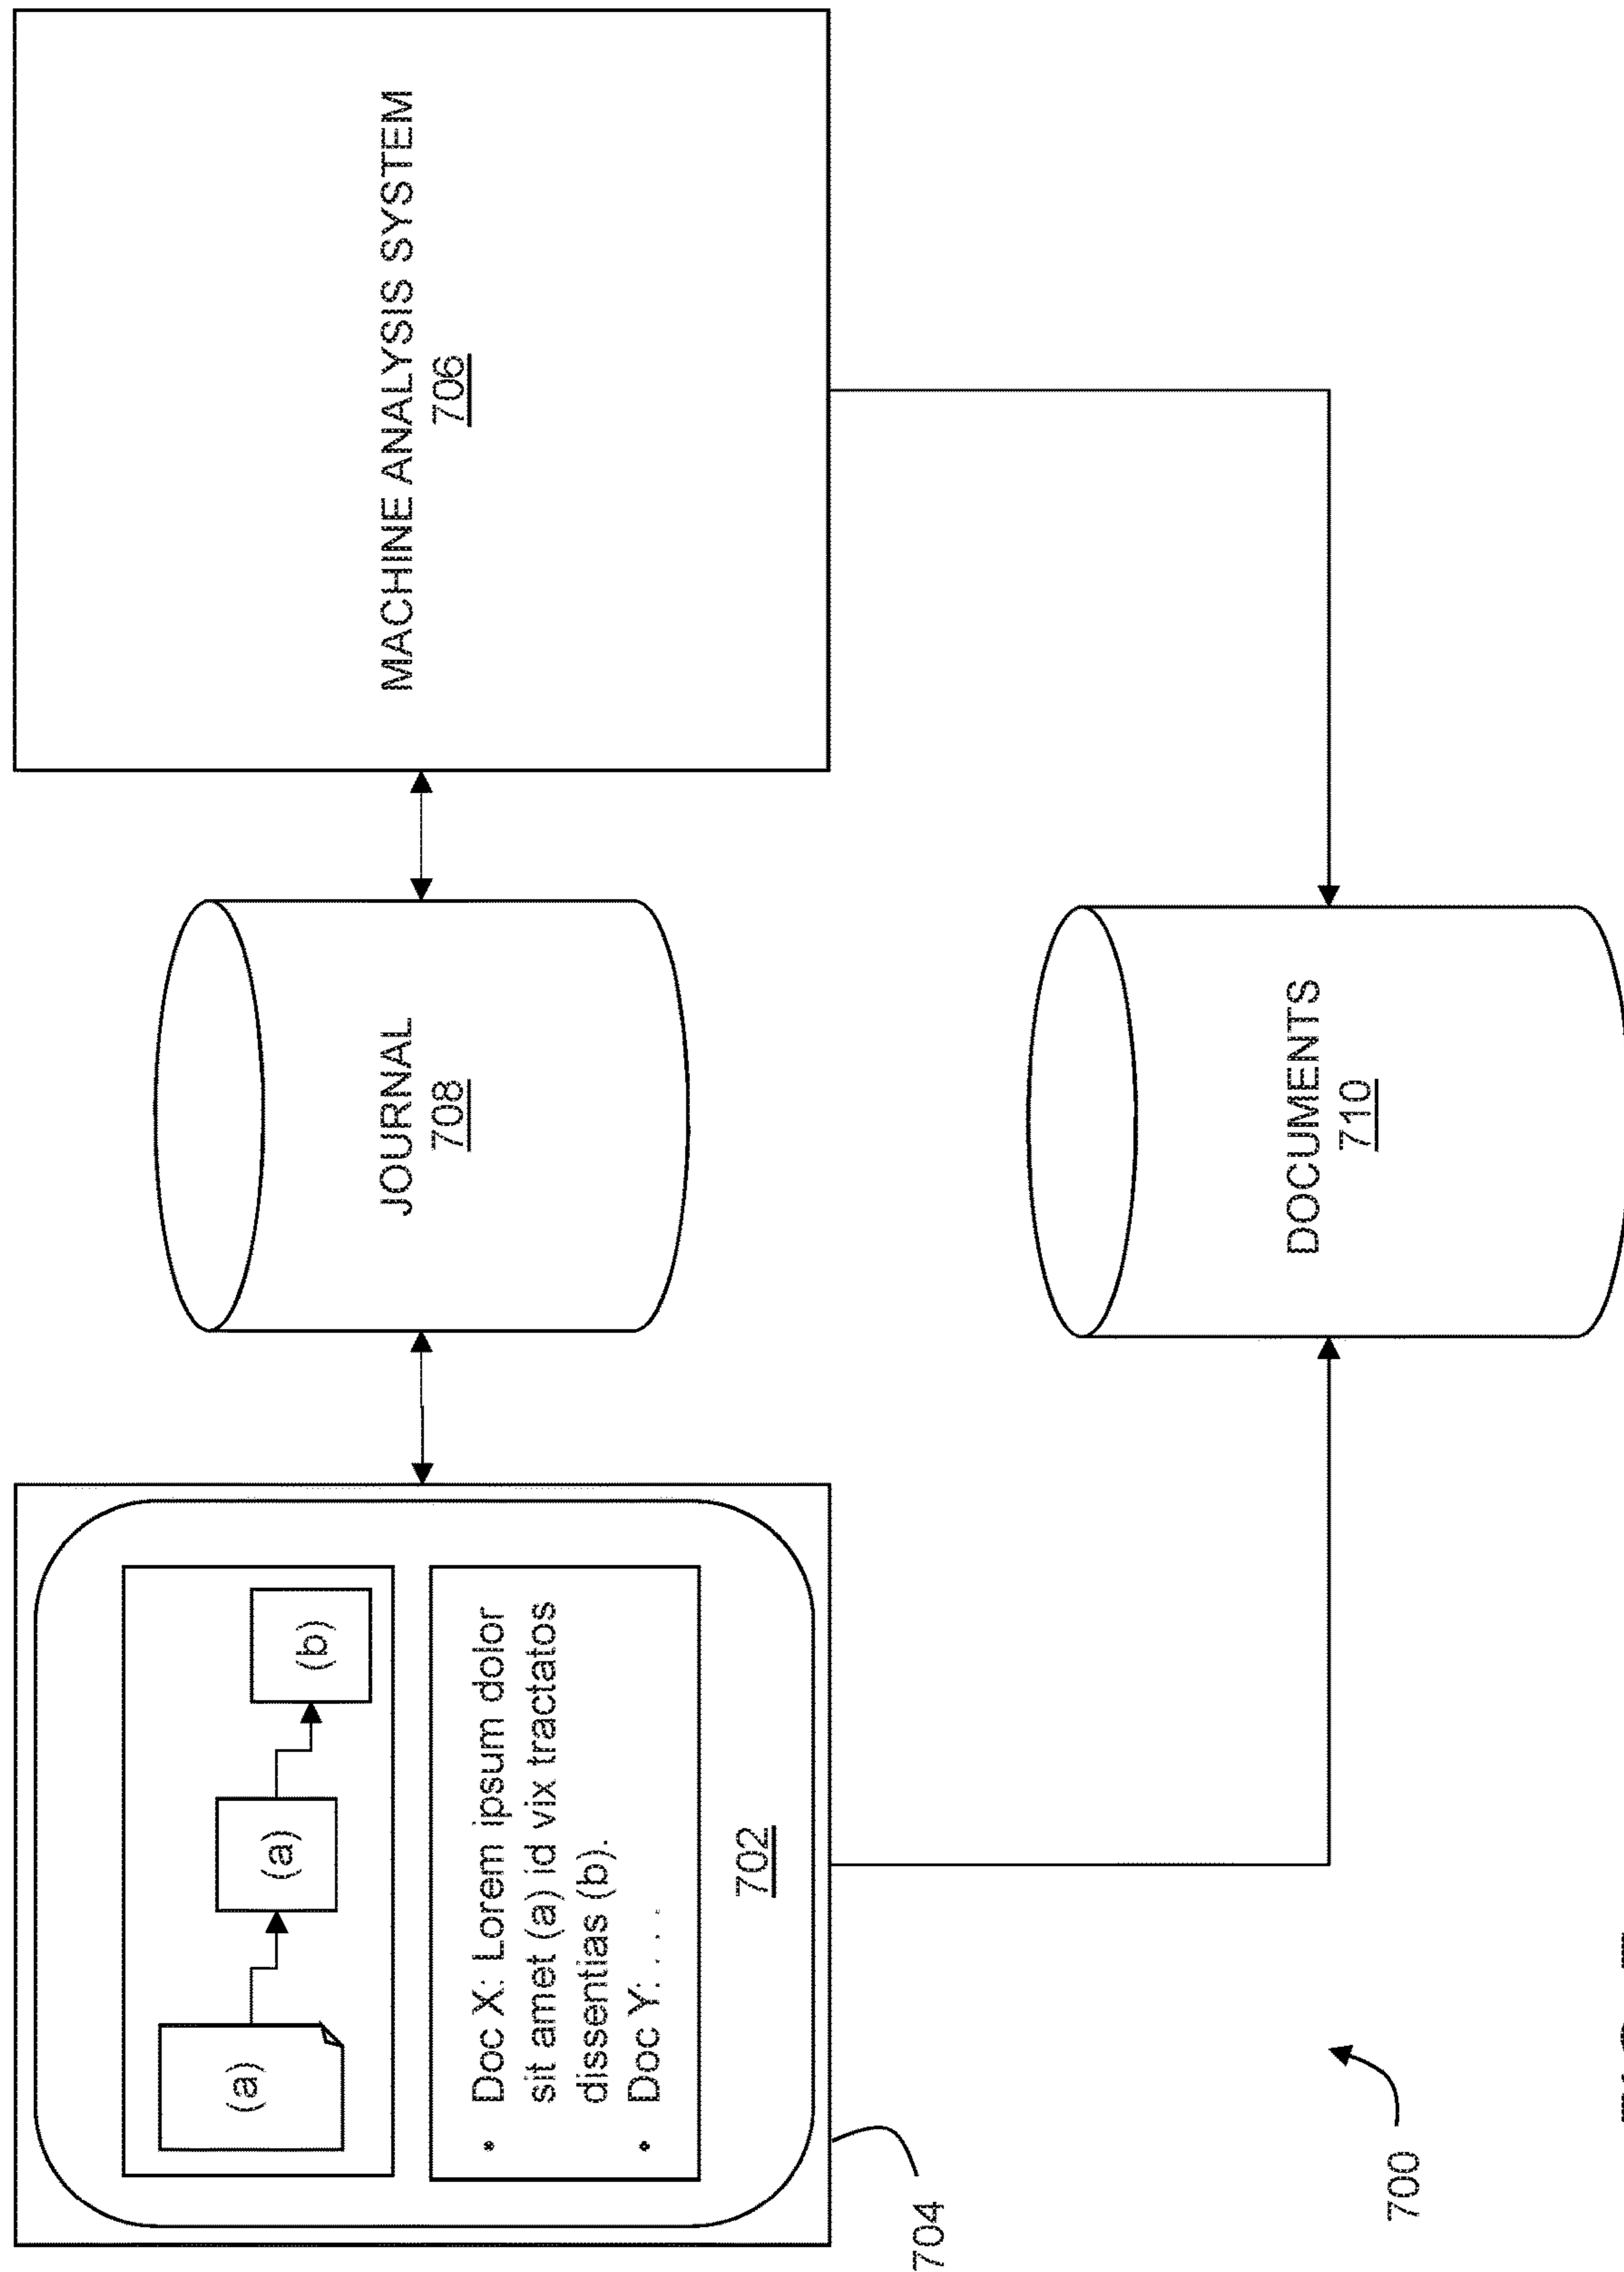 (a)
(a)
(b)
Doc X: Lorem ipsum dolor
sit amet (a) id vix tractatos
dissentias (b).
Doc Y: . . .
702
704
JOURNAL
708
MACHINE ANALYSIS SYSTEM
706
DOCUMENTS
710
700